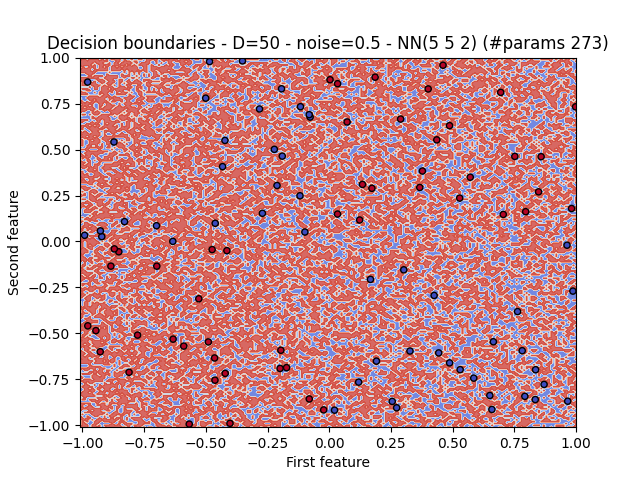 Decision boundaries - D=50 - noise=0.5 - NN(5 5 2) (#params 273)
1.00
0.75
0.50
0.25
0.00
−0.25
−0.50
−0.75
−1.00
Second feature
−1.00 −0.75 −0.50 −0.25 0.00 0.25 0.50 0.75 1.00
First feature